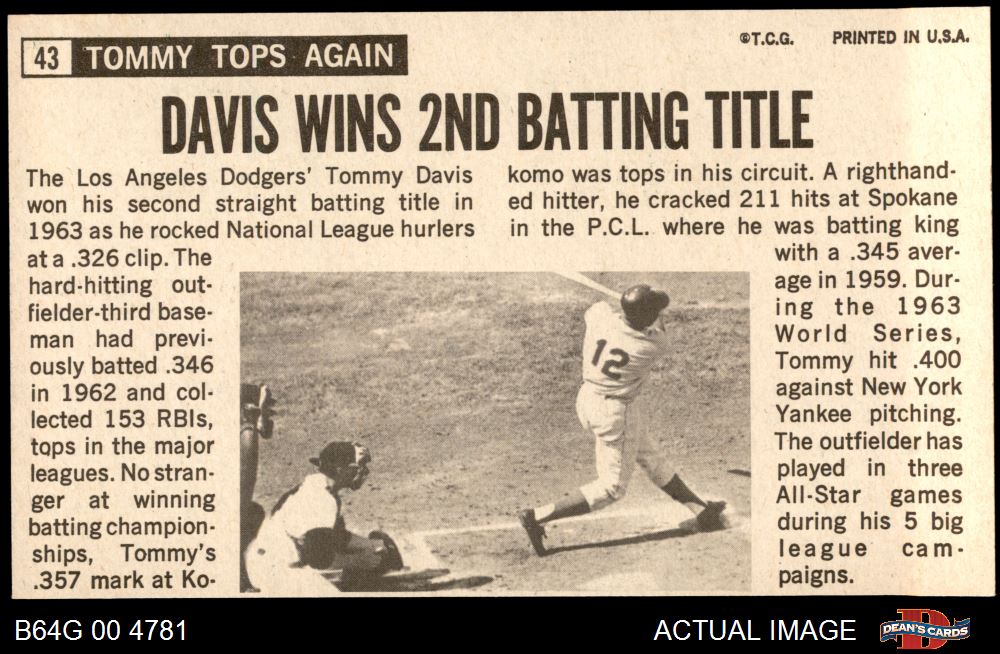 43 TOMMY TOPS AGAIN
©T.C.G. PRINTED IN U.S.A.
DAVIS WINS 2ND BATTING TITLE
The Los Angeles Dodgers' Tommy Davis
won his second straight batting title in
1963 as he rocked National League hurlers
at a .326 clip. The
hard-hitting out-
fielder-third base-
man had previ-
ously batted .346
in 1962 and col-
lected 153 RBIs,
tops in the major
leagues. No stran-
ger at winning
batting champion-
ships, Tommy's
.357 mark at Ko-
komo was tops in his circuit. A righthand-
ed hitter, he cracked 211 hits at Spokane
in the P.C.L. where he was batting king
with a .345 aver-
age in 1959. Dur-
ing the 1963
World Series,
Tommy hit .400
against New York
Yankee pitching.
The outfielder has
played in three
All-Star games
during his 5 big
league cam-
paigns.
12
B64G 00 4781
ACTUAL IMAGE
D
DEAN'S CARDS